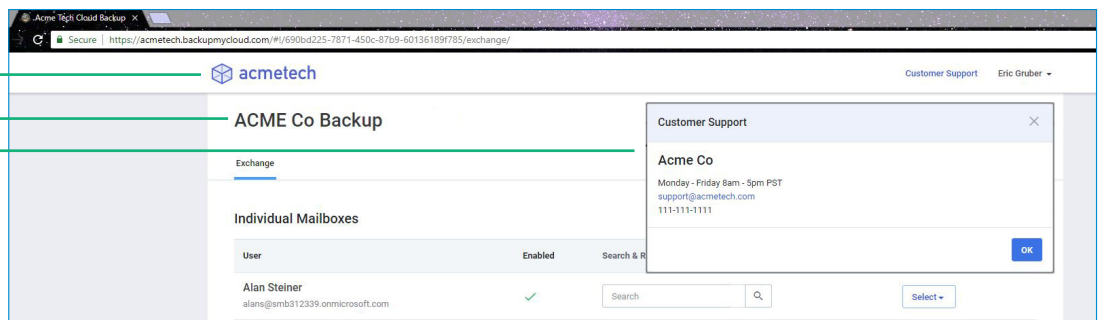 Acme Tech Cloud Backup
Secure | https://acmetech.backupmycloud.com/#!/690bd225-7871-450c-87b9-60136189f785/exchange/
acmetech
Customer Support Eric Gruber
ACME Co Backup
Exchange
Customer Support
Acme Co
Monday - Friday 8am - 5pm PST
support@acmetech.com
111-111-1111
OK
Individual Mailboxes
User Enabled Search & R
Alan Steiner
alans@smb312339.onmicrosoft.com
Search
Select